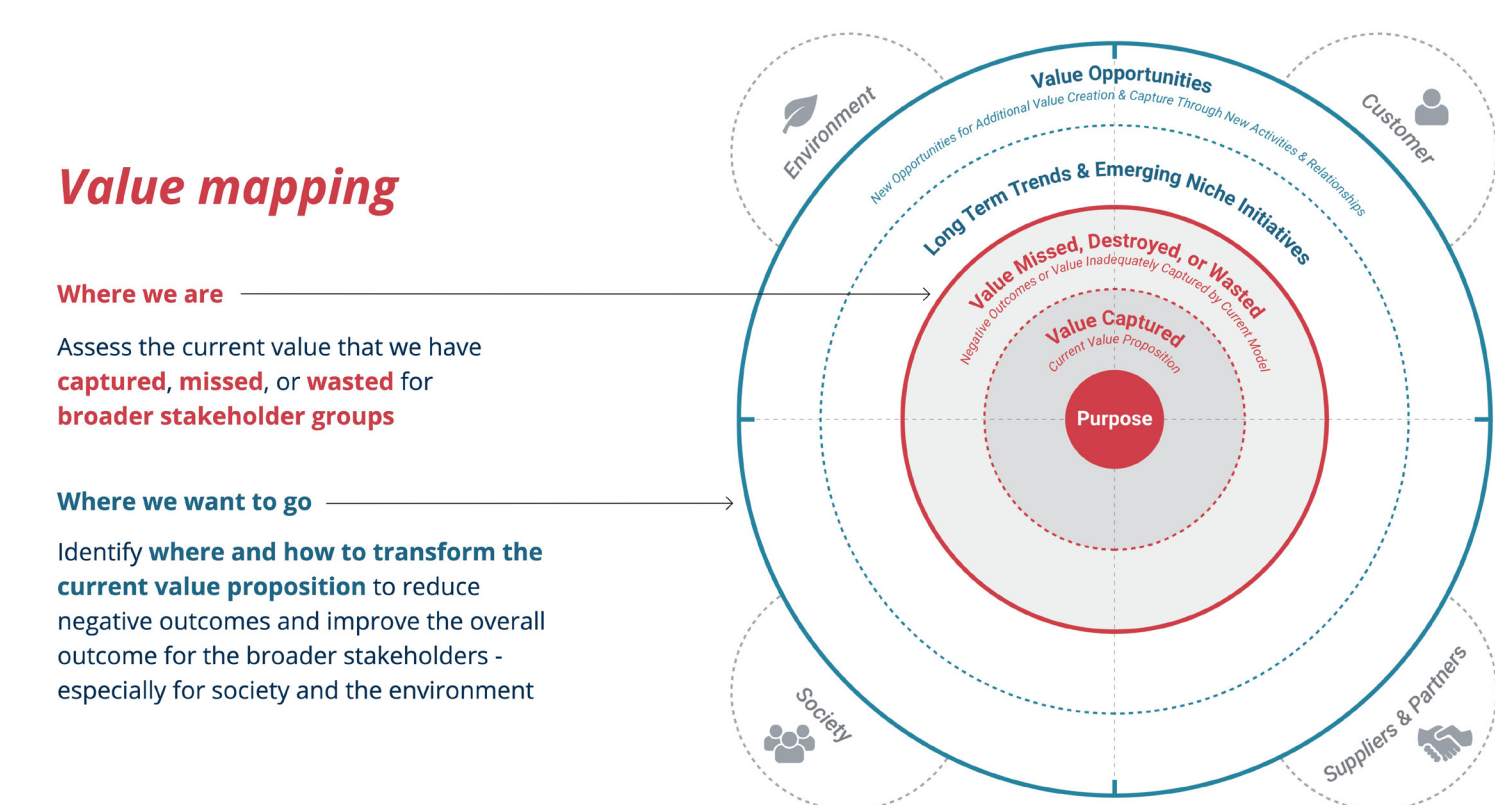 Value mapping
Where we are
Assess the current value that we have
captured, missed, or wasted for
broader stakeholder groups
Where we want to go
Identify where and how to transform the
current value proposition to reduce
negative outcomes and improve the overall
outcome for the broader stakeholders -
especially for society and the environment
Environment
Customer
Value Opportunities
New Opportunities for Additional Value Creation & Capture Through New Activities & Relationships
Long Term Trends & Emerging Niche Initiatives
Value Missed, Destroyed, or Wasted
Negative Outcomes or Value Inadequately Captured by Current Model
Value Captured
Current Value Proposition
Purpose
Society
Suppliers & Partners